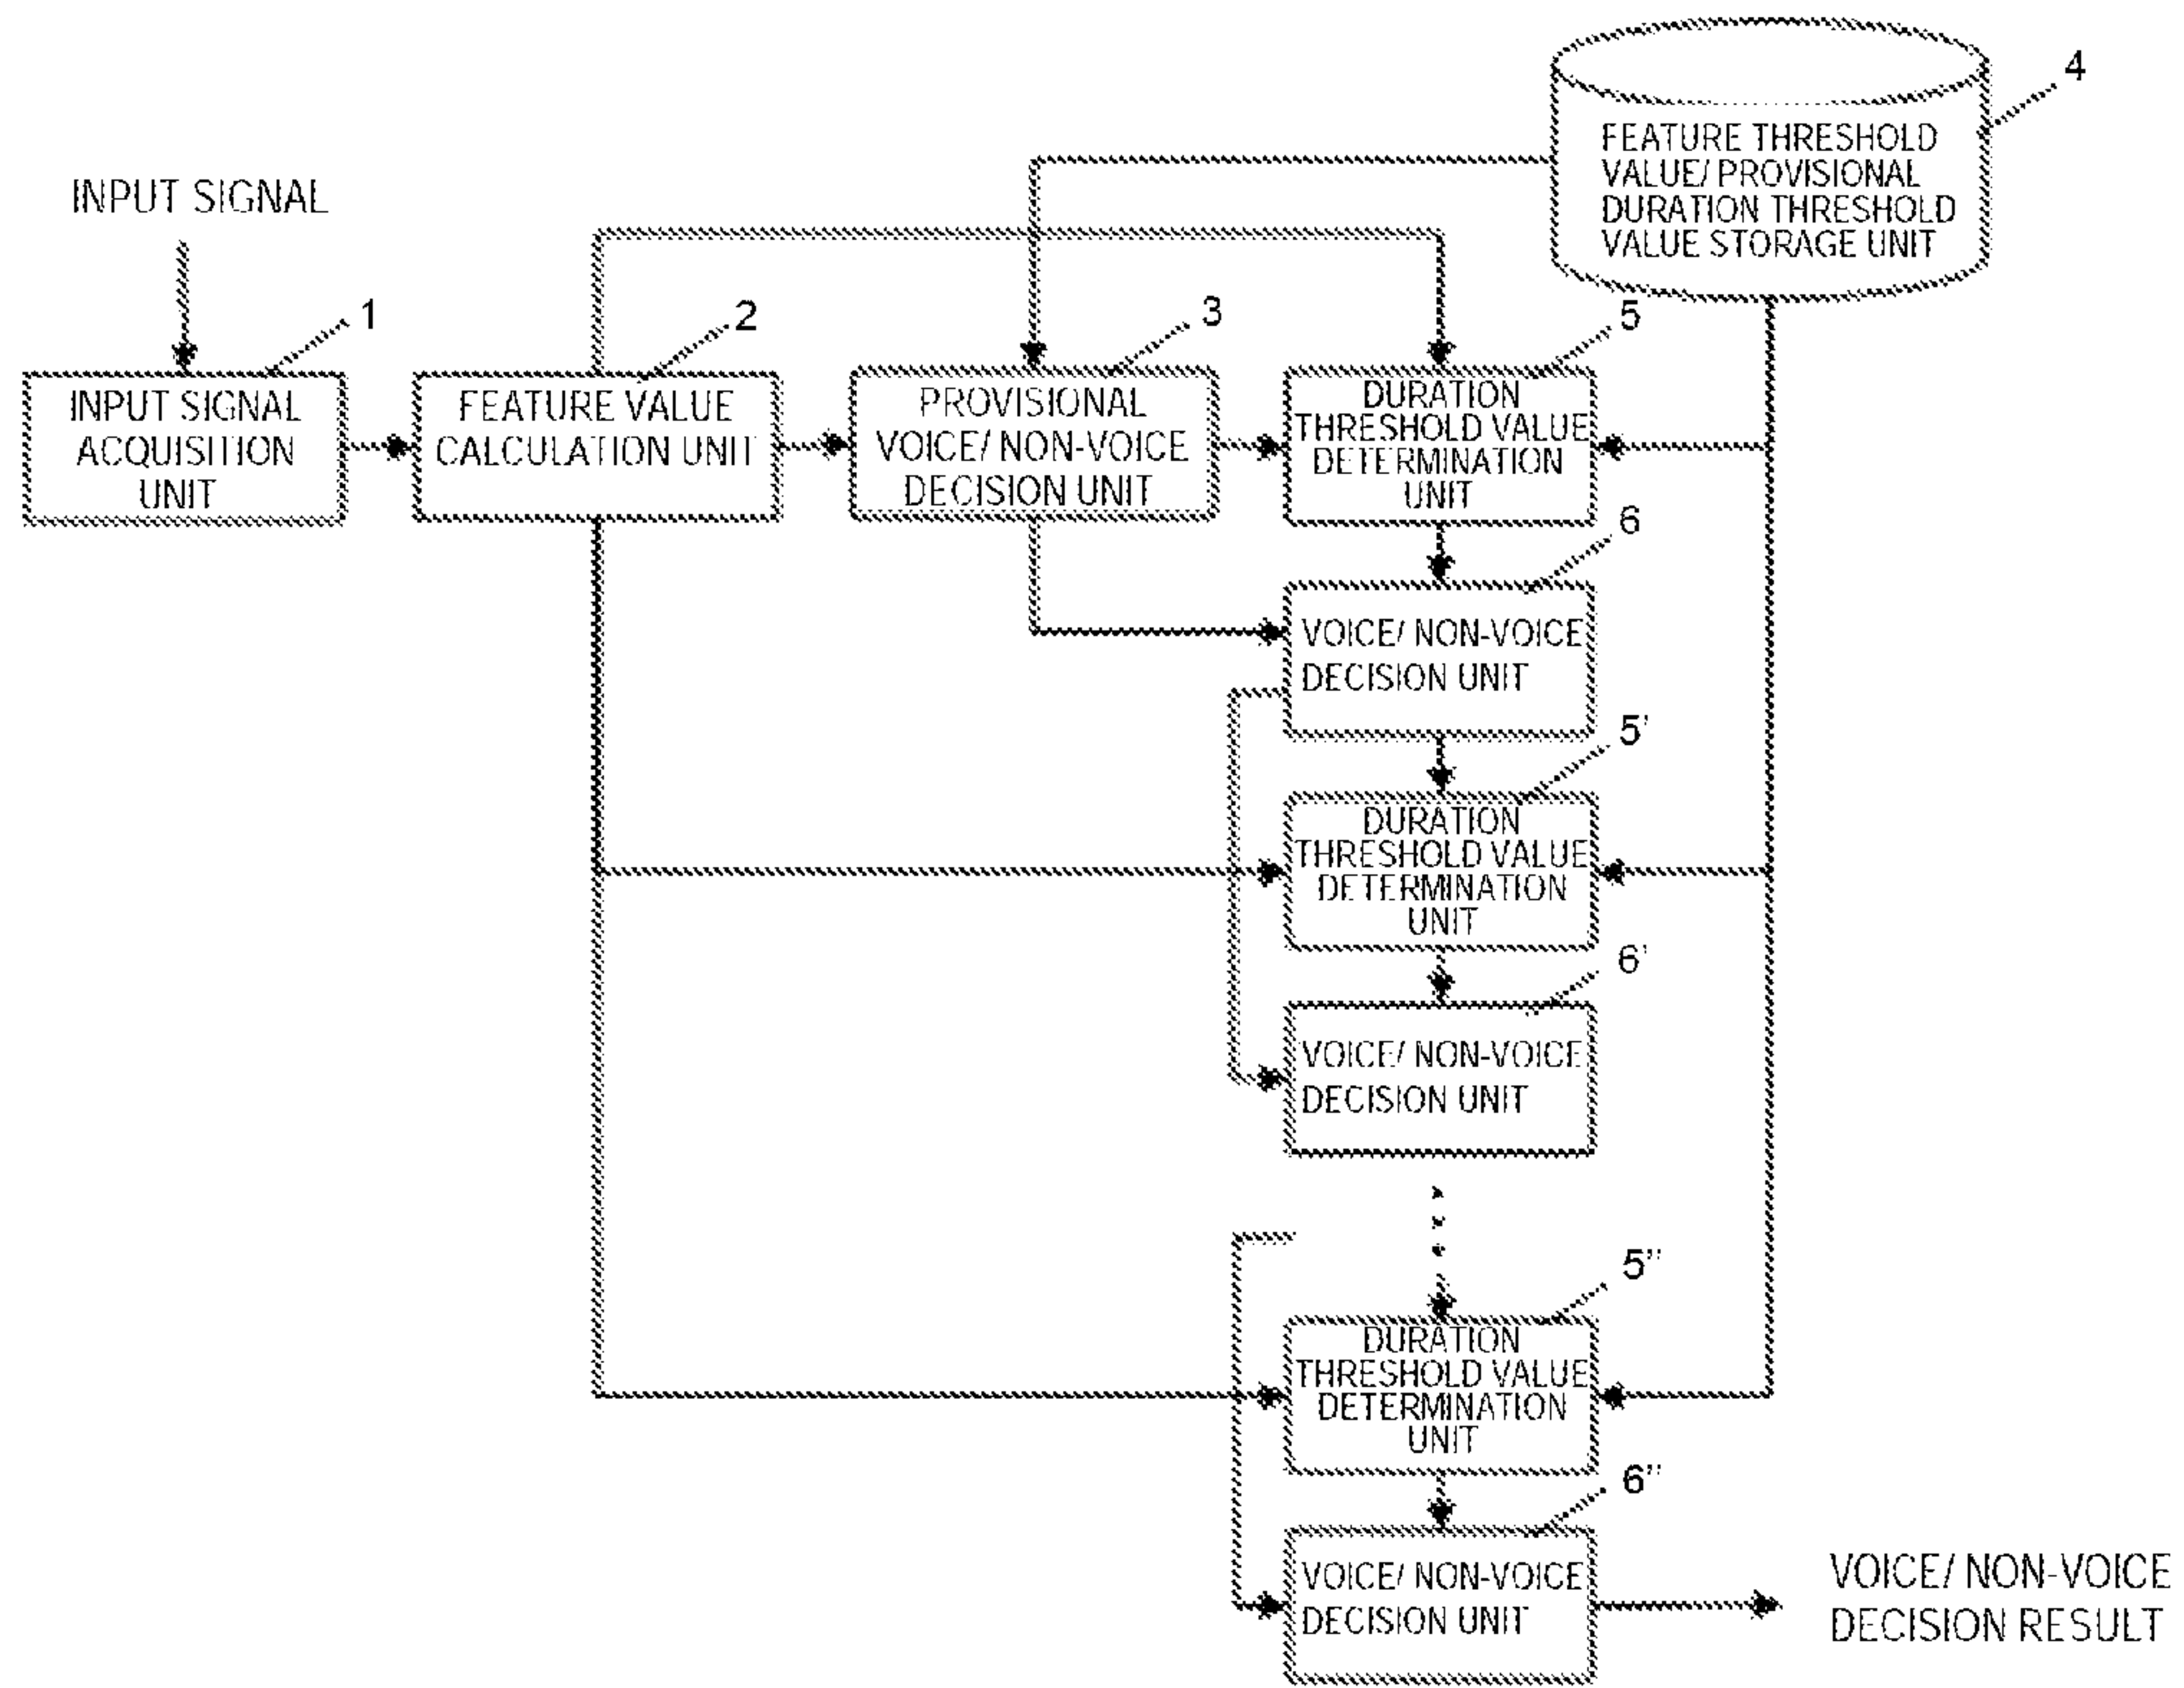 4
FEATURE THRESHOLD
VALUE/ PROVISIONAL
DURATION THRESHOLD
VALUE STORAGE UNIT
INPUT SIGNAL
1
2
3
5
INPUT SIGNAL
ACQUISITION
UNIT
FEATURE VALUE
CALCULATION UNIT
PROVISIONAL
VOICE/ NON-VOICE
DECISION UNIT
DURATION
THRESHOLD VALUE
DETERMINATION
UNIT
6
VOICE/ NON-VOICE
DECISION UNIT
5'
DURATION
THRESHOLD VALUE
DETERMINATION
UNIT
6'
VOICE/ NON-VOICE
DECISION UNIT
5''
DURATION
THRESHOLD VALUE
DETERMINATION
UNIT
6''
VOICE/ NON-VOICE
DECISION UNIT
VOICE/ NON-VOICE
DECISION RESULT